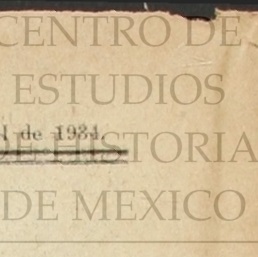 CENTRO DE
ESTUDIOS
de 1934.
DE HISTORIA
DE MEXICO